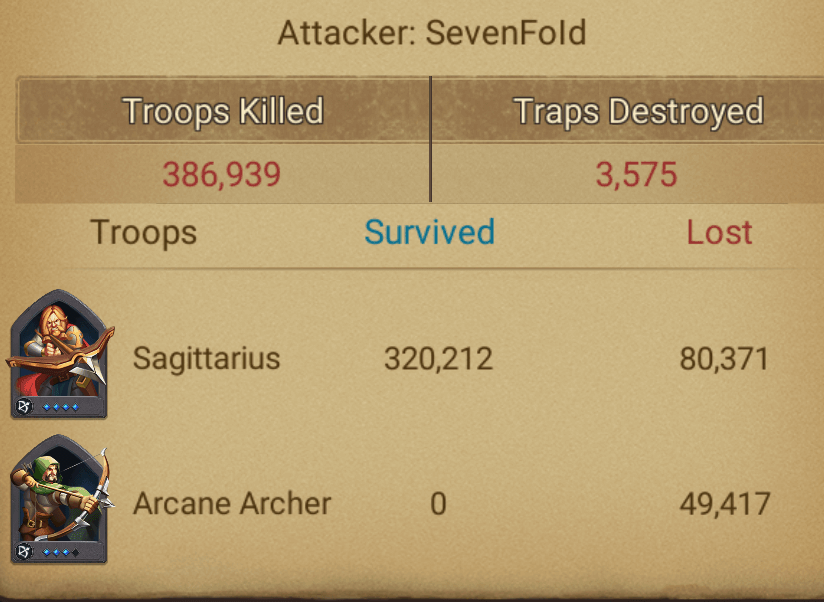 Attacker: SevenFold
Troops Killed Traps Destroyed
386,939 3,575
Troops Survived Lost
Sagittarius 320,212 80,371
Arcane Archer 0 49,417